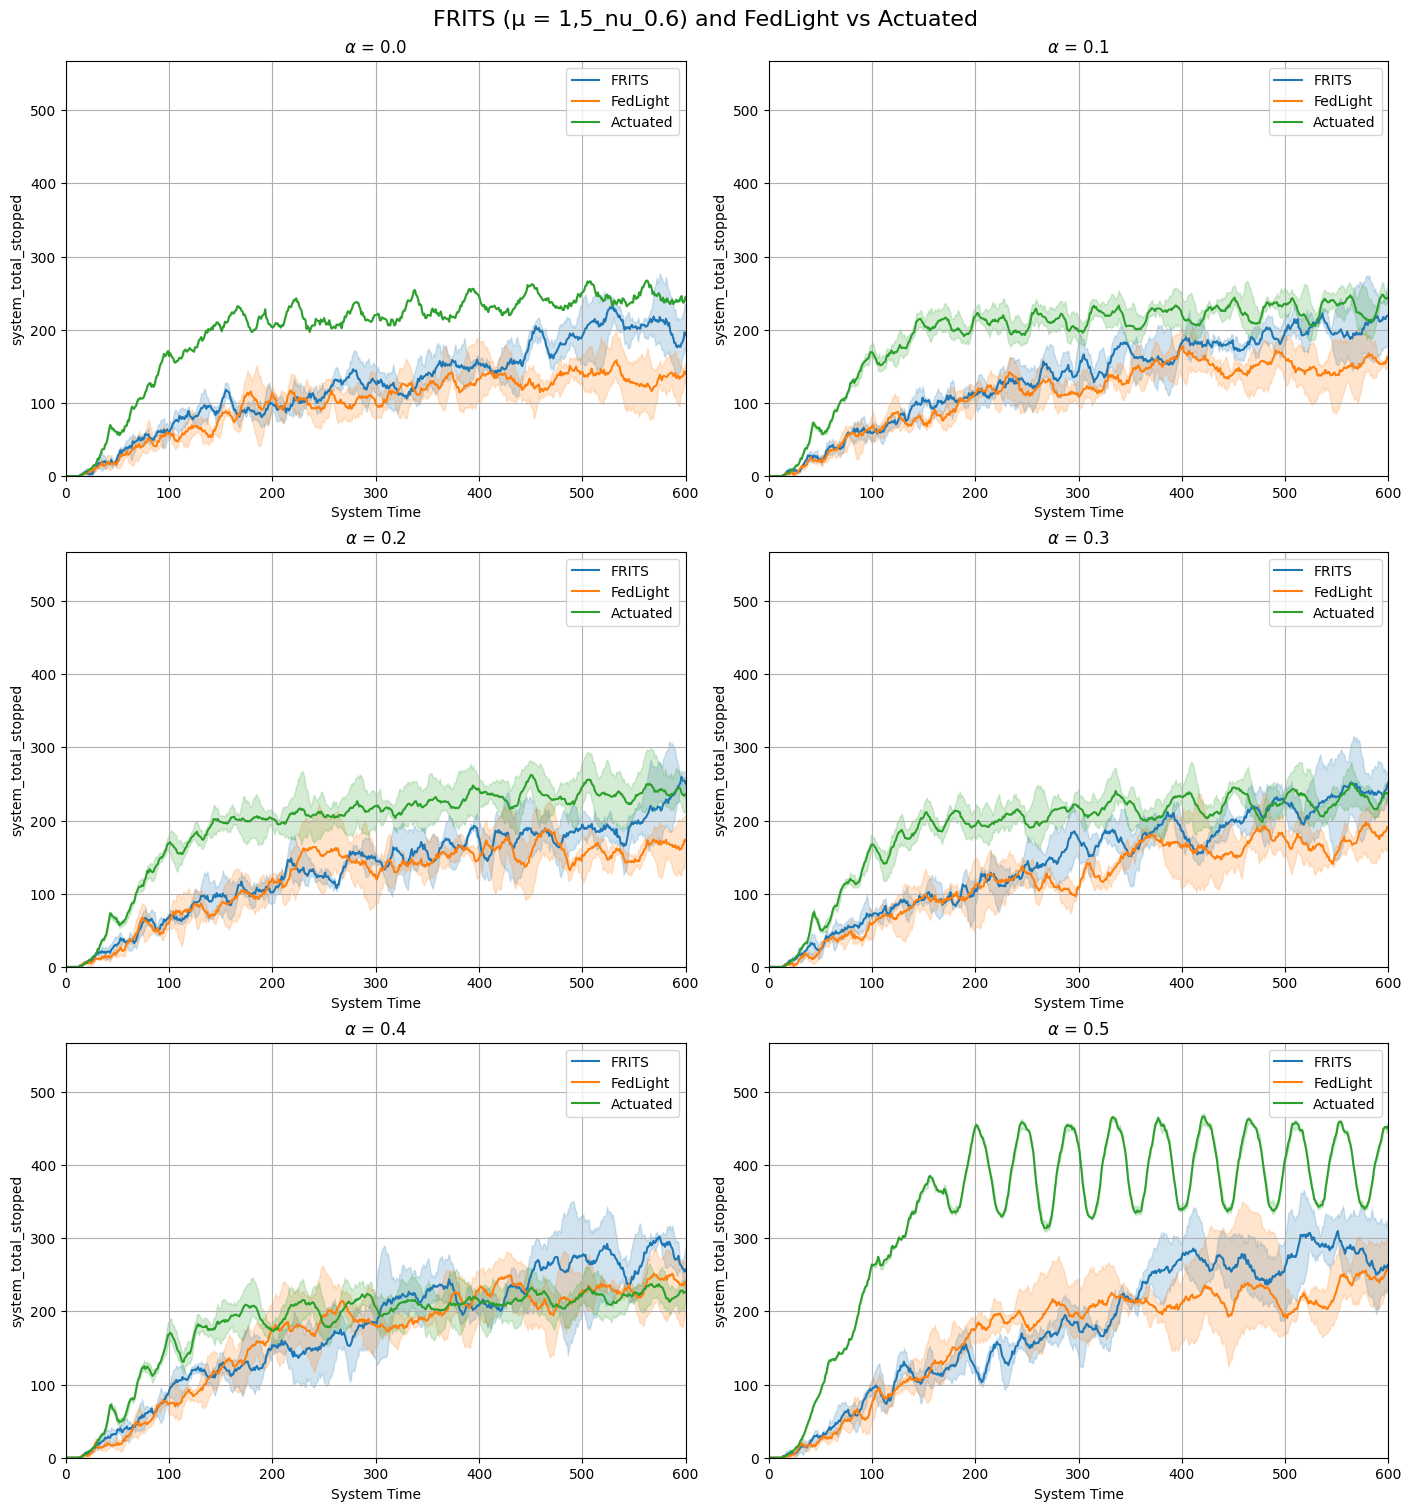 FRITS (μ = 1,5_nu_0.6) and FedLight vs Actuated
α = 0.0
FRITS
FedLight
Actuated
system_total_stopped
500
400
300
200
100
0
0 100 200 300 400 500 600
System Time
α = 0.1
FRITS
FedLight
Actuated
system_total_stopped
500
400
300
200
100
0
0 100 200 300 400 500 600
System Time
α = 0.2
FRITS
FedLight
Actuated
system_total_stopped
500
400
300
200
100
0
0 100 200 300 400 500 600
System Time
α = 0.3
FRITS
FedLight
Actuated
system_total_stopped
500
400
300
200
100
0
0 100 200 300 400 500 600
System Time
α = 0.4
FRITS
FedLight
Actuated
system_total_stopped
500
400
300
200
100
0
0 100 200 300 400 500 600
System Time
α = 0.5
FRITS
FedLight
Actuated
system_total_stopped
500
400
300
200
100
0
0 100 200 300 400 500 600
System Time